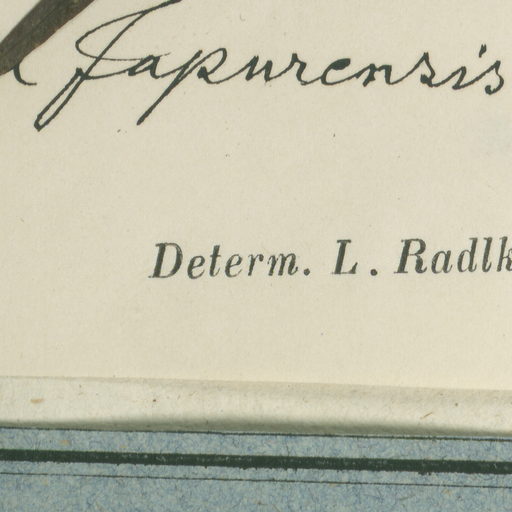 Japurensis
Determ. L. Radlk